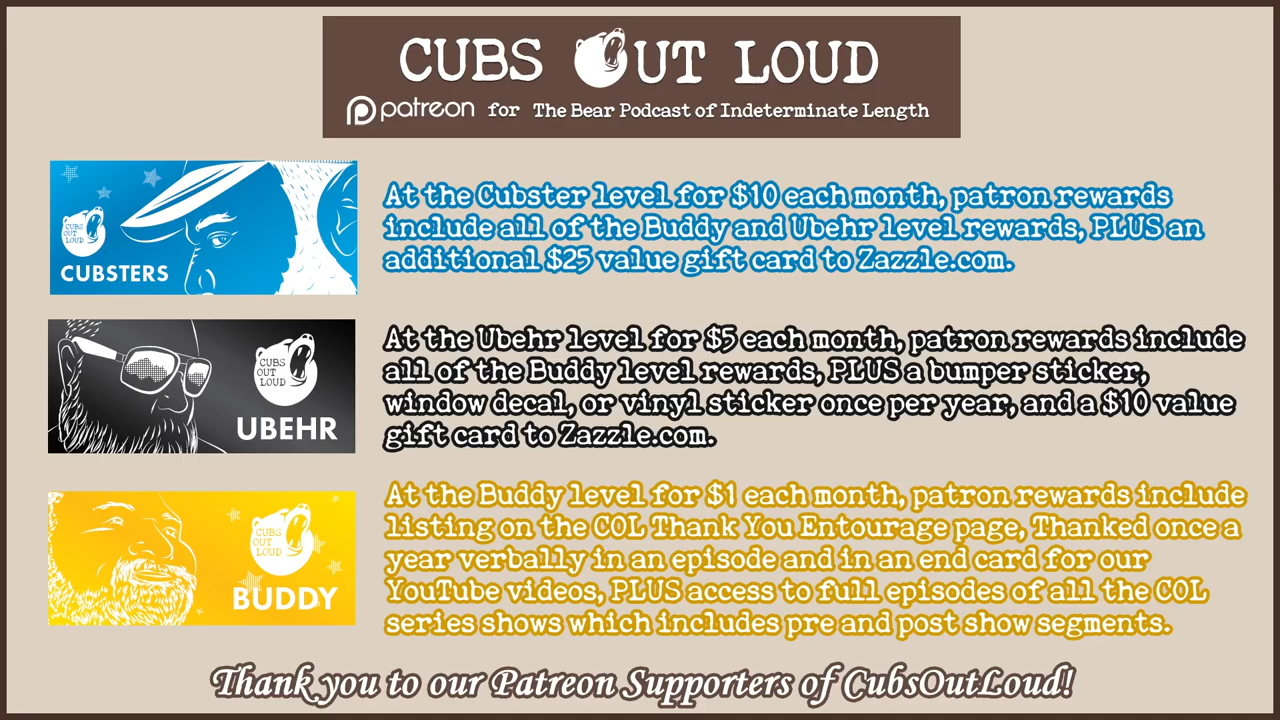 CUBS OUT LOUD
patreon for The Bear Podcast of Indeterminate Length
CUBS
OUT
LOUD
CUBSTERS
At the Cubster level for $10 each month, patron rewards
include all of the Buddy and Ubehr level rewards, PLUS an
additional $25 value gift card to Zazzle.com.
CUBS
OUT
LOUD
UBEHR
At the Ubehr level for $5 each month, patron rewards include
all of the Buddy level rewards, PLUS a bumper sticker,
window decal, or vinyl sticker once per year, and a $10 value
gift card to Zazzle.com.
CUBS
OUT
LOUD
BUDDY
At the Buddy level for $1 each month, patron rewards include
listing on the COL Thank You Entourage page, Thanked once a
year verbally in an episode and in an end card for our
YouTube videos, PLUS access to full episodes of all the COL
series shows which includes pre and post show segments.
Thank you to our Patreon Supporters of CubsOutLoud!